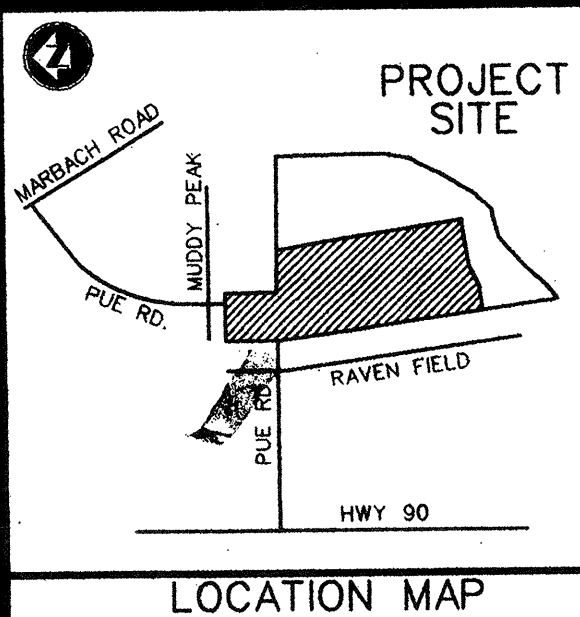 PROJECT
SITE
MARBACH ROAD
MUDDY PEAK
PUE RD.
RAVEN FIELD
PUE RD.
HWY 90
LOCATION MAP